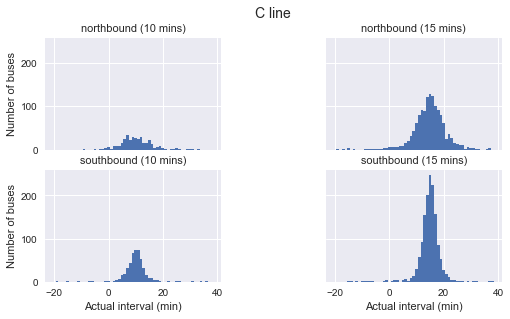 C line
northbound (10 mins)
northbound (15 mins)
Number of buses
200
100
0
southbound (10 mins)
southbound (15 mins)
Number of buses
200
100
0
−20
0
20
40
−20
0
20
40
Actual interval (min)
Actual interval (min)